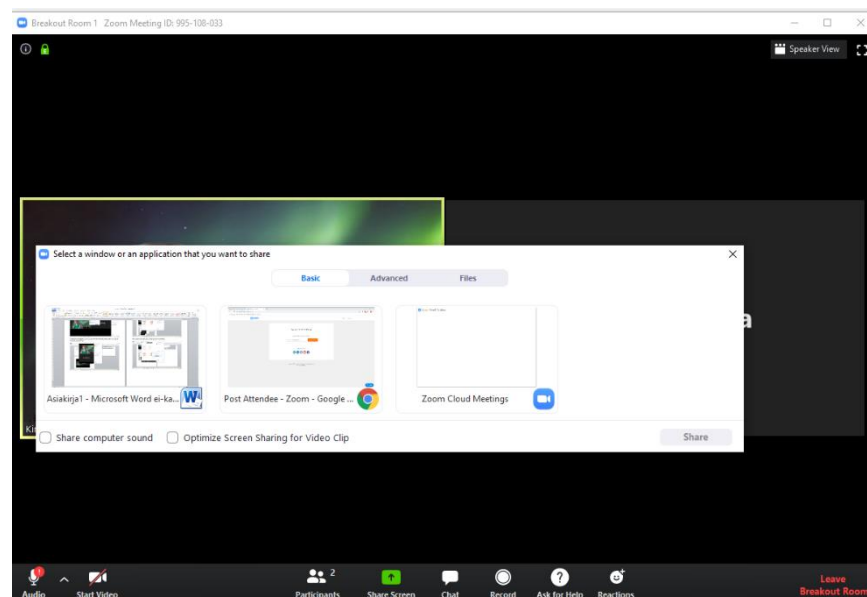 Breakout Room 1 Zoom Meeting ID: 995-108-033
Speaker View
Select a window or an application that you want to share
Basic Advanced Files
Asiakirja1 - Microsoft Word ei-ka... Post Attendee - Zoom - Google ... Zoom Cloud Meetings
Share computer sound Optimize Screen Sharing for Video Clip Share
2
Audio Start Video Participants Share Screen Chat Record Ask for Help Reactions Leave
Breakout Room